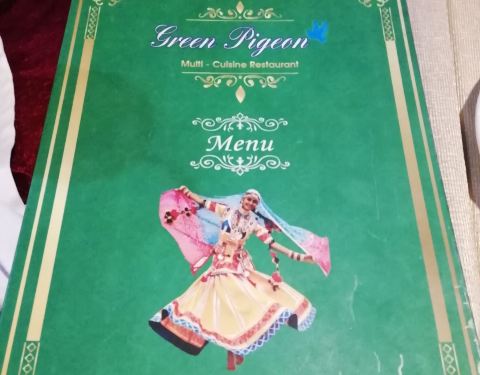 Green Pigeon
Multi - Cuisine Restaurant
Menu